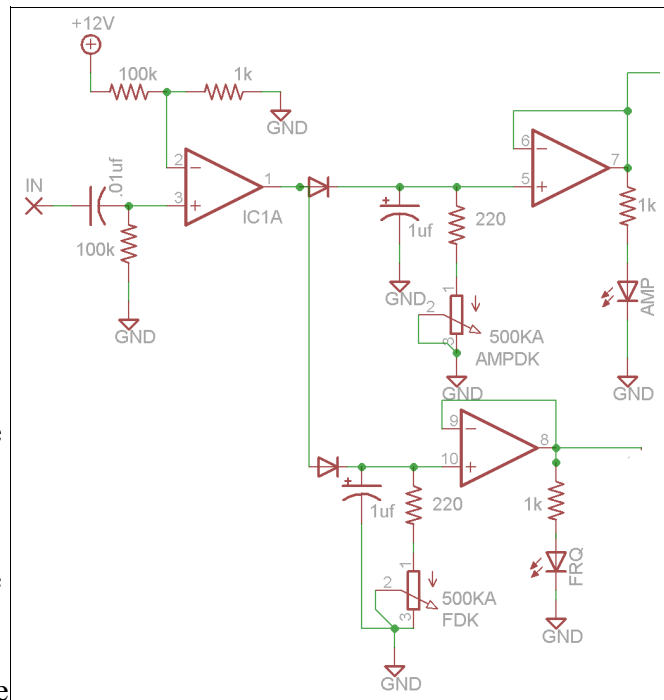 +12V
100k
1k
GND
IN
.01uf
2
-
3
+
1
IC1A
100k
GND
+
1uf
GND
220
1
2
3
500KA
AMPDK
GND
6
-
5
+
7
1k
AMP
GND
e
9
-
10
+
8
+
1uf
220
1
2
3
500KA
FDK
GND
1k
FRQ
GND
e
e